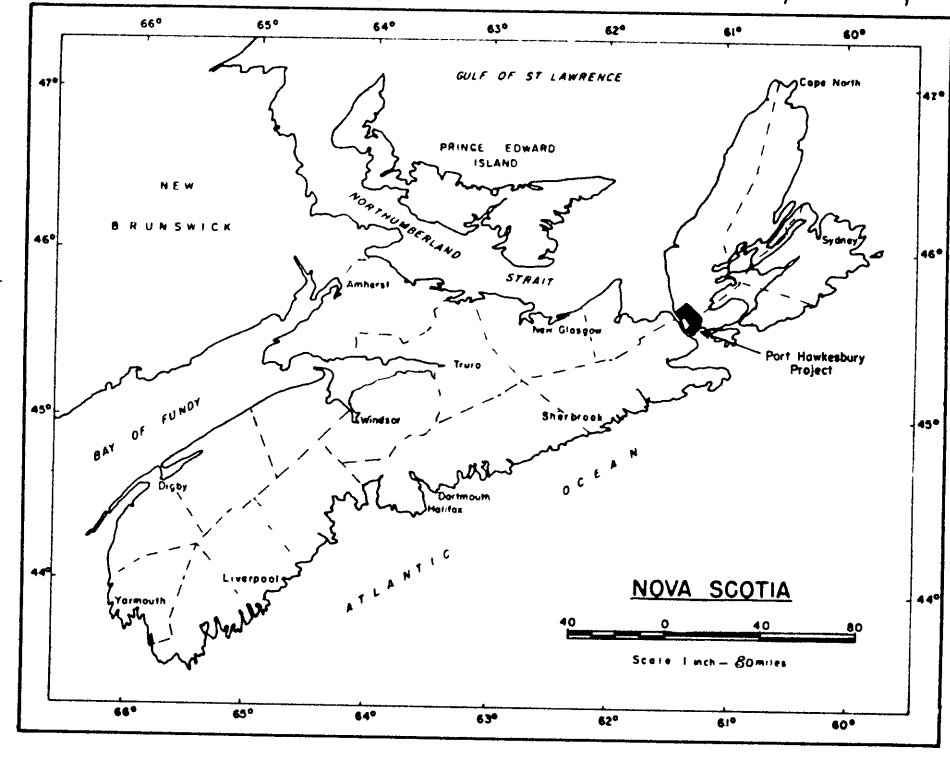 66° 65° 64° 63° 62° 61° 60°
47° 47°
GULF OF ST LAWRENCE
Cape North
PRINCE EDWARD
ISLAND
NEW
BRUNSWICK
NORTHUMBERLAND
STRAIT
46° 46°
Sydney
Amherst
New Glasgow
Port Hawkesbury
Project
Truro
45° 45°
BAY OF FUNDY
Windsor
Sherbrook
Digby
Dartmouth
Halifax
ATLANTIC OCEAN
44° 44°
Liverpool
Yarmouth
NOVA SCOTIA
40 0 40 80
Scale 1 inch - 80 miles
66° 65° 64° 63° 62° 61° 60°